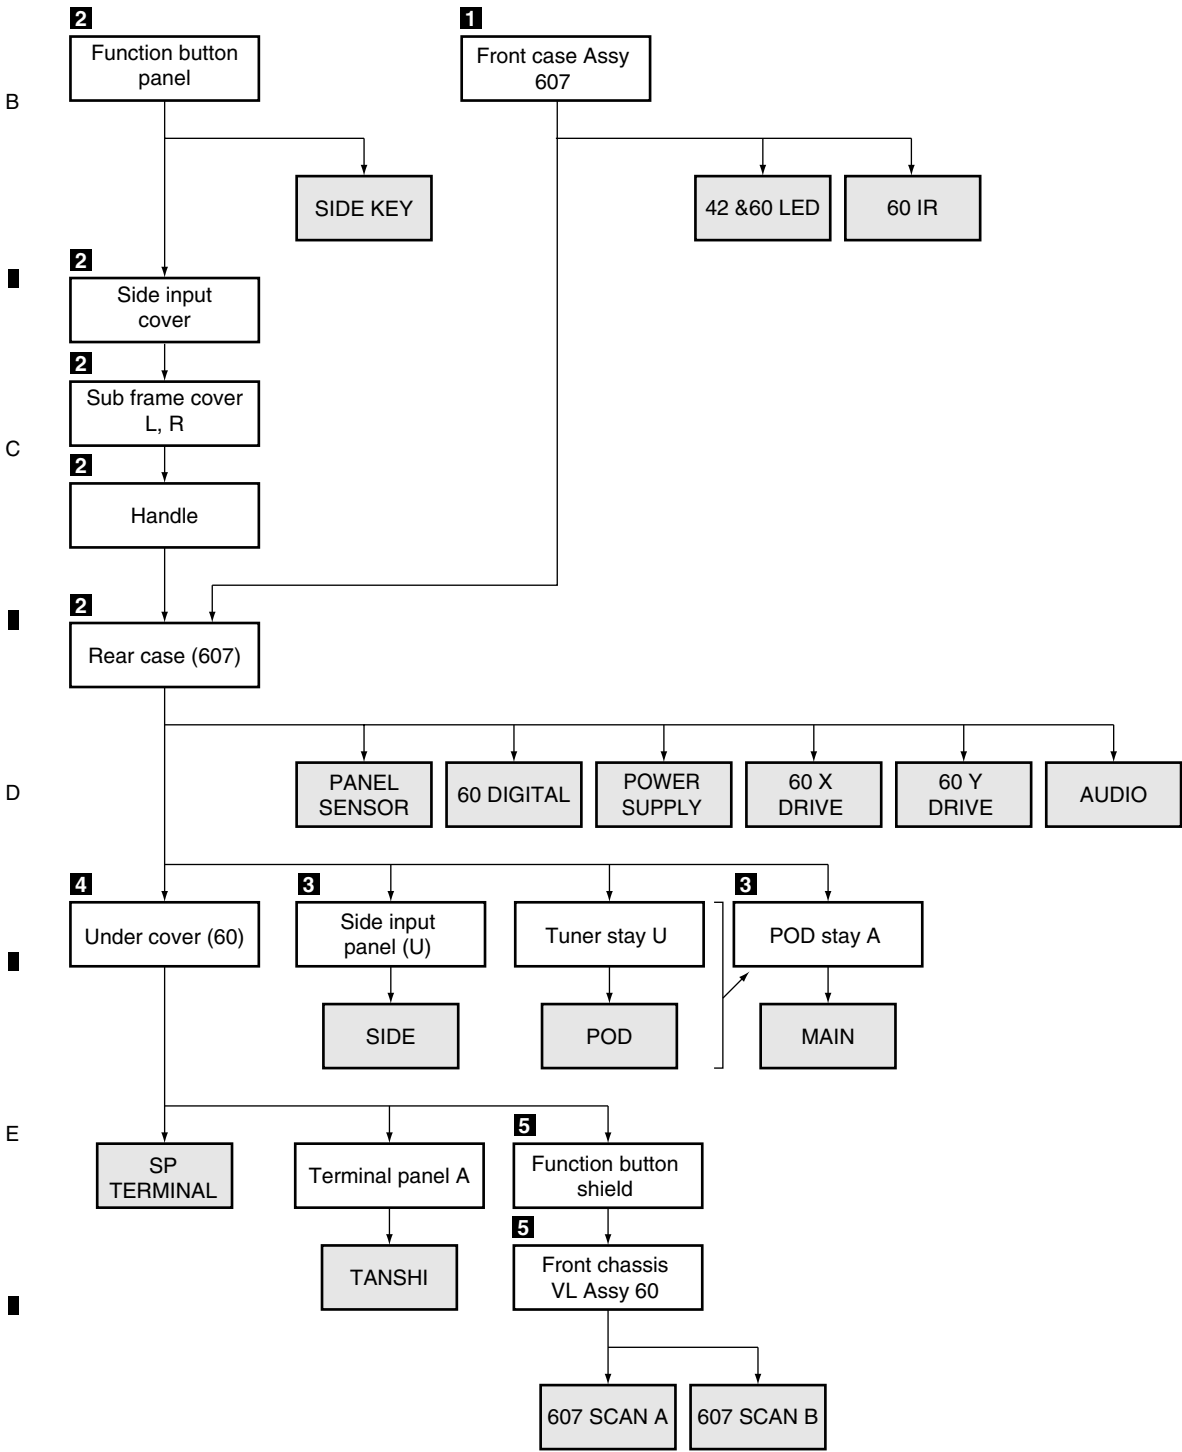 2
1
Function button
panel
Front case Assy
607
B
SIDE KEY
42 &60 LED
60 IR
2
Side input
cover
2
Sub frame cover
L, R
C
2
Handle
2
Rear case (607)
D
PANEL
SENSOR
60 DIGITAL
POWER
SUPPLY
60 X
DRIVE
60 Y
DRIVE
AUDIO
4
Under cover (60)
3
Side input
panel (U)
Tuner stay U
3
POD stay A
SIDE
POD
MAIN
E
SP
TERMINAL
Terminal panel A
5
Function button
shield
TANSHI
5
Front chassis
VL Assy 60
607 SCAN A
607 SCAN B